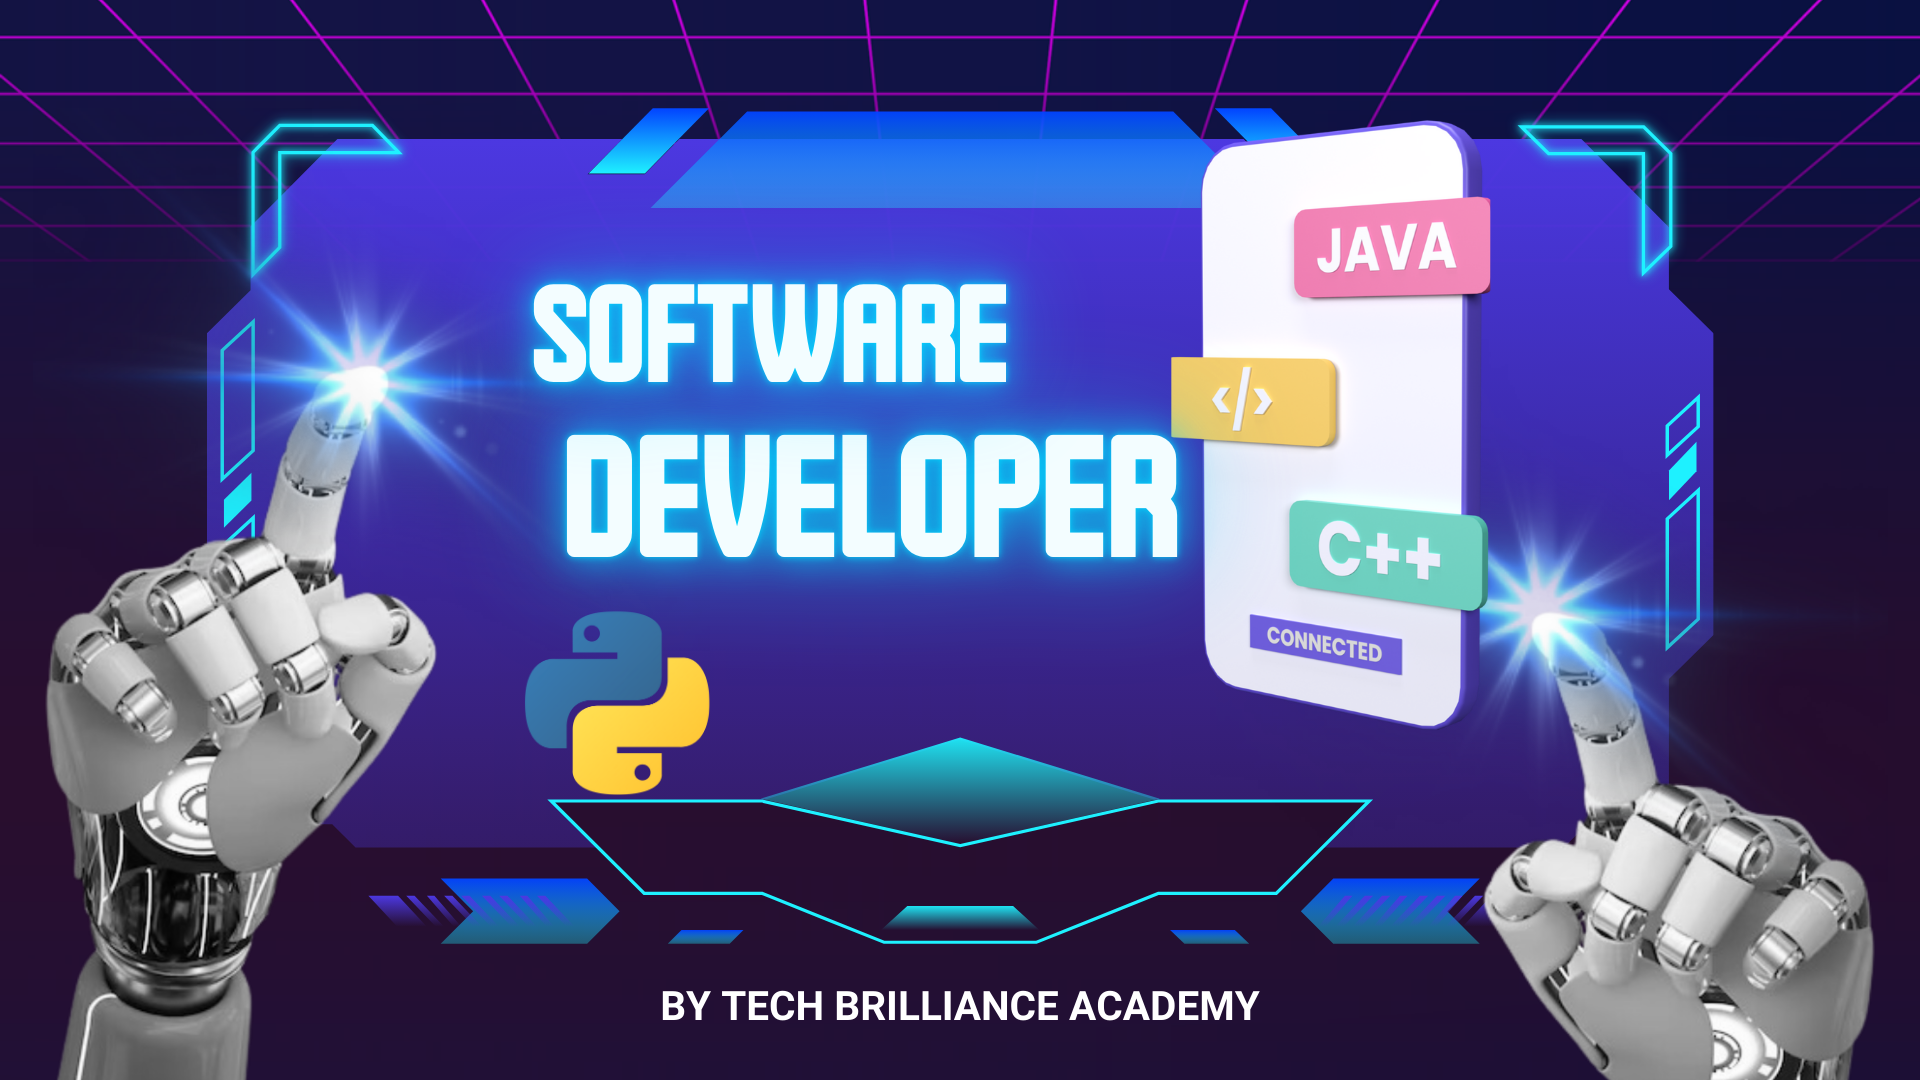 SOFTWARE
DEVELOPER
JAVA
</>
C++
CONNECTED
BY TECH BRILLIANCE ACADEMY